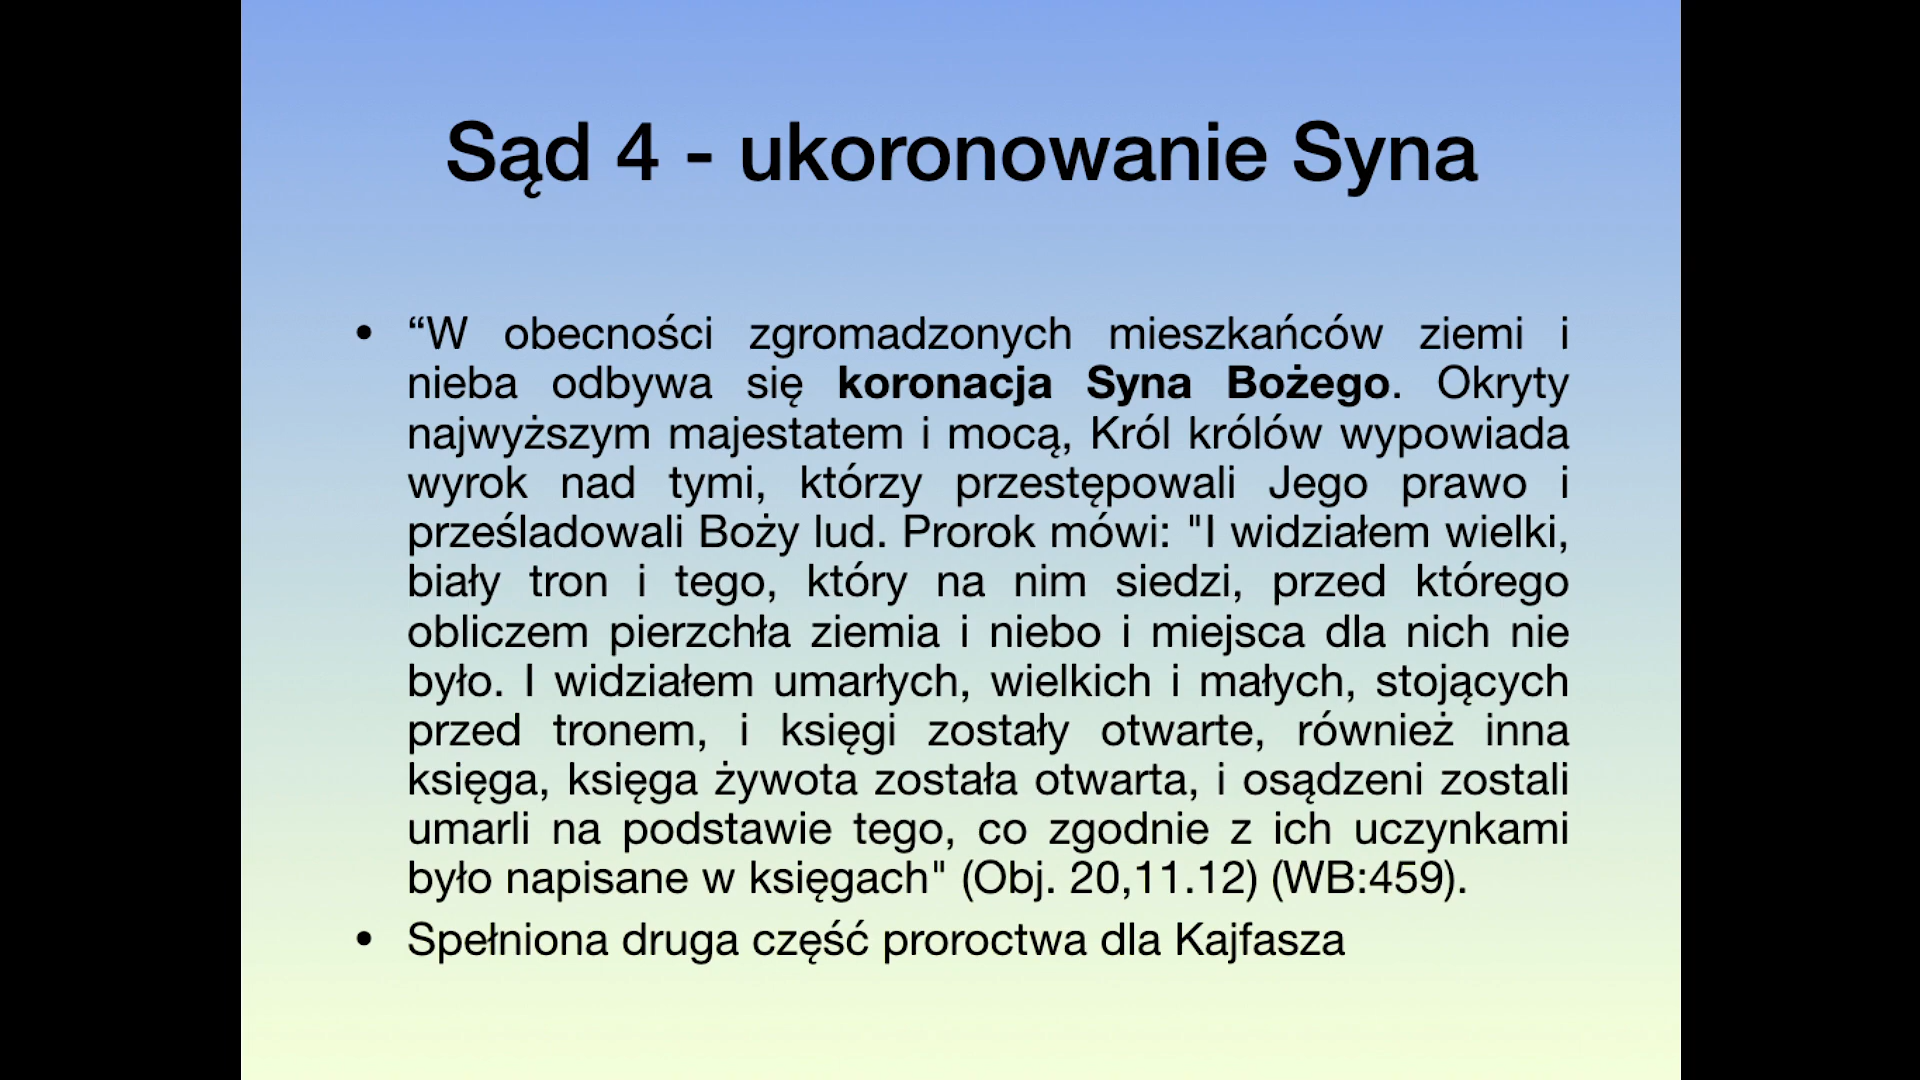 Sąd 4 - ukoronowanie Syna
• “W obecności zgromadzonych mieszkańców ziemi i
nieba odbywa się koronacja Syna Bożego. Okryty
najwyższym majestatem i mocą, Król królów wypowiada
wyrok nad tymi, którzy przestępowali Jego prawo i
prześladowali Boży lud. Prorok mówi: "I widziałem wielki,
biały tron i tego, który na nim siedzi, przed którego
obliczem pierzchła ziemia i niebo i miejsca dla nich nie
było. I widziałem umarłych, wielkich i małych, stojących
przed tronem, i księgi zostały otwarte, również inna
księga, księga żywota została otwarta, i osądzeni zostali
umarli na podstawie tego, co zgodnie z ich uczynkami
było napisane w księgach" (Obj. 20,11.12) (WB:459).
• Spełniona druga część proroctwa dla Kajfasza